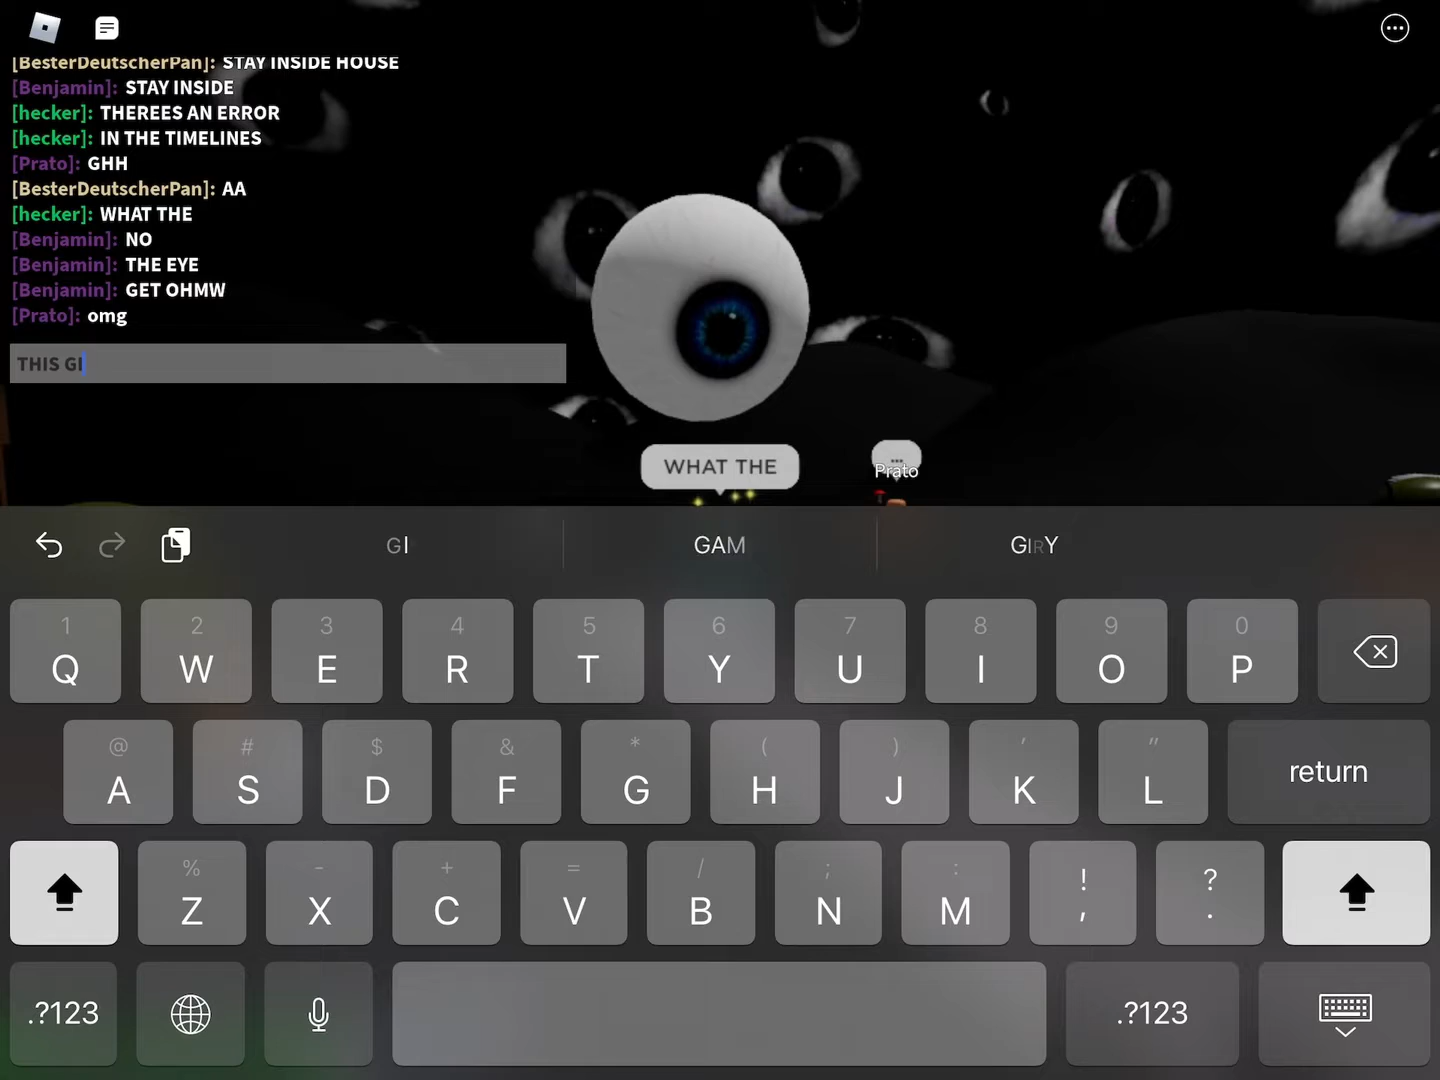 [BesterDeutscherPan]: STAY INSIDE HOUSE
[Benjamin]: STAY INSIDE
[hecker]: THEREES AN ERROR
[hecker]: IN THE TIMELINES
[Prato]: GHH
[BesterDeutscherPan]: AA
[hecker]: WHAT THE
[Benjamin]: NO
[Benjamin]: THE EYE
[Benjamin]: GET OHMW
[Prato]: omg
THIS GI
WHAT THE
...
Prato
GI GAM GIRY
1 2 3 4 5 6 7 8 9 0
Q W E R T Y U I O P
@ # $ & * ( ) ' "
A S D F G H J K L return
% - + = / ; : ! ?
Z X C V B N M , .
.?123 .?123